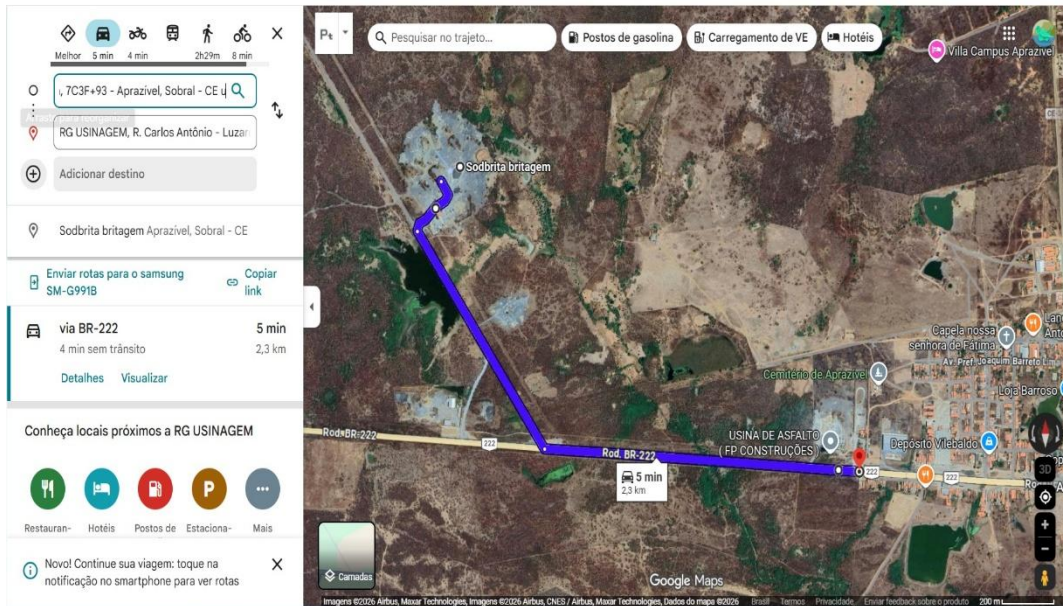 Melhor
5 min
4 min
2h29m
8 min
, 7C3F+93 - Aprazível, Sobral - CE
Arraste para reorganizar
RG USINAGEM, R. Carlos Antônio - Luzar
Adicionar destino
Sodbrita britagem Aprazível, Sobral - CE
Enviar rotas para o samsung
SM-G991B
Copiar
link
via BR-222
5 min
4 min sem trânsito
2,3 km
Detalhes
Visualizar
Conheça locais próximos a RG USINAGEM
Restauran-
Hotéis
Postos de
Estaciona-
Mais
Novo! Continue sua viagem: toque na
notificação no smartphone para ver rotas
Pesquisar no trajeto...
Postos de gasolina
Carregamento de VE
Hotéis
Villa Campus Aprazível
Sodbrita britagem
Capela nossa
senhora de Fátima
Av. Pref. Joaquim Barreto Lim
Cemitério de Aprazível
Loja Barroso
USINA DE ASFALTO
( FP CONSTRUÇÕES)
Depósito Vilebaldo
Rod. BR-222
222
Rod. BR-222
222
222
5 min
2,3 km
3D
Camadas
Google Maps
Imagens ©2026 Airbus, Maxar Technologies, Imagens ©2026 Airbus, CNES / Airbus, Maxar Technologies, Dados do mapa ©2026
Brasil
Termos
Privacidade
Enviar feedback sobre o produto
200 m